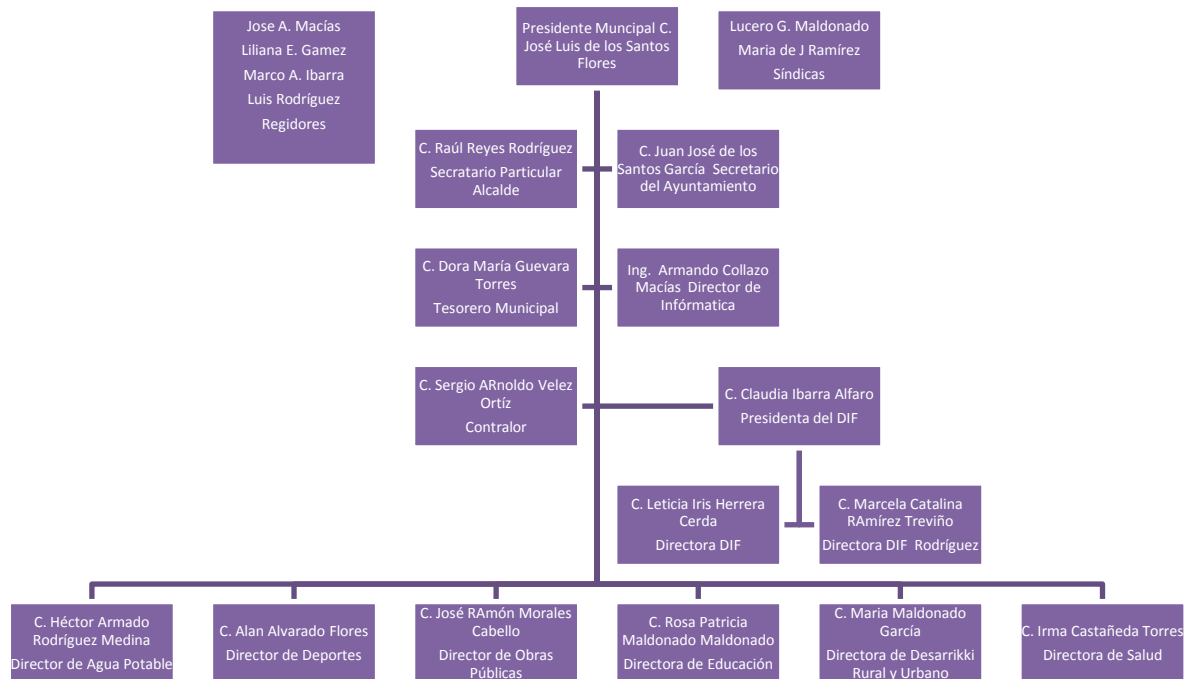 Jose A. Macías
Liliana E. Gamez
Marco A. Ibarra
Luis Rodríguez
Regidores
Presidente Muncipal C.
José Luis de los Santos
Flores
Lucero G. Maldonado
Maria de J Ramírez
Síndicas
C. Raúl Reyes Rodríguez
Secratario Particular
Alcalde
C. Juan José de los
Santos García  Secretario
del Ayuntamiento
C. Dora María Guevara
Torres
Tesorero Municipal
Ing.  Armando Collazo
Macías  Director de
Infórmatica
C. Sergio ARnoldo Velez
Ortíz
Contralor
C. Claudia Ibarra Alfaro
Presidenta del DIF
C. Leticia Iris Herrera
Cerda
Directora DIF
C. Marcela Catalina
RAmírez Treviño
Directora DIF  Rodríguez
C. Héctor Armado
Rodríguez Medina
Director de Agua Potable
C. Alan Alvarado Flores
Director de Deportes
C. José RAmón Morales
Cabello
Director de Obras
Públicas
C. Rosa Patricia
Maldonado Maldonado
Directora de Educación
C. Maria Maldonado
García
Directora de Desarrikki
Rural y Urbano
C. Irma Castañeda Torres
Directora de Salud